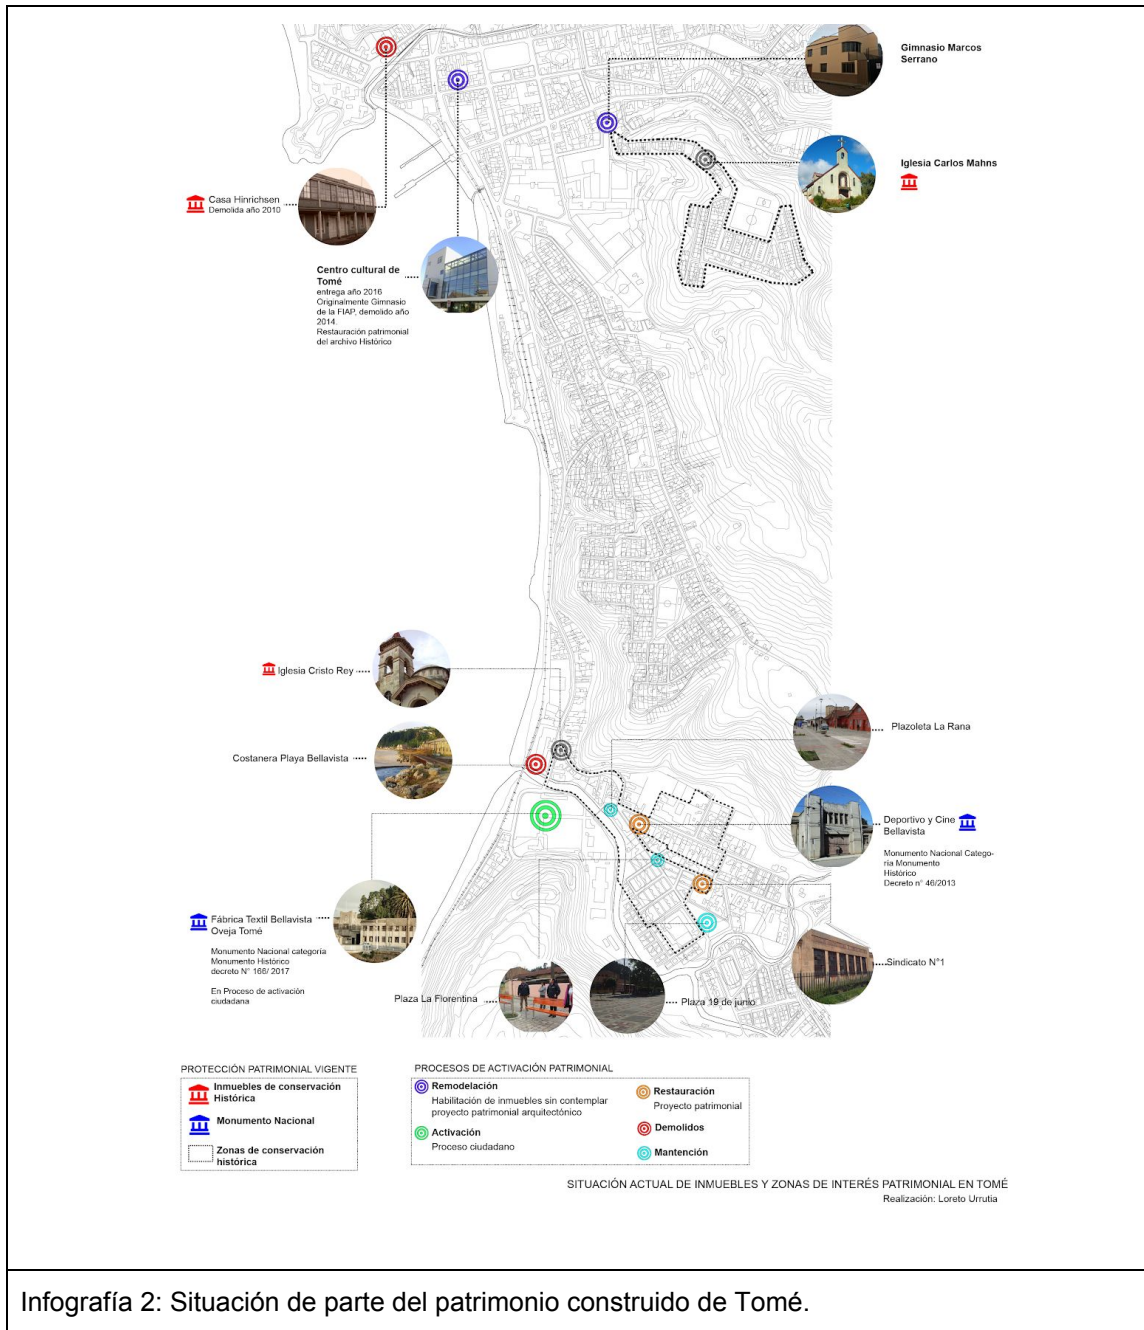 Gimnasio Marcos
Serrano
Iglesia Carlos Mahns
Casa Hinrichsen
Demolida año 2010
Centro cultural de
Tomé
entrega año 2016
Originalmente Gimnasio
de la FIAP, demolido año
2014.
Restauración patrimonial
del archivo Histórico
Iglesia Cristo Rey
Costanera Playa Bellavista
Plazoleta La Rana
Deportivo y Cine
Bellavista
Monumento Nacional Catego-
ría Monumento
Histórico
Decreto n° 46/2013
Fábrica Textil Bellavista
Oveja Tomé
Monumento Nacional categoría
Monumento Histórico
decreto N° 166/ 2017
En Proceso de activación
ciudadana
Sindicato N°1
Plaza La Florentina
Plaza 19 de junio
PROTECCIÓN PATRIMONIAL VIGENTE
Inmuebles de conservación
Histórica
Monumento Nacional
Zonas de conservación
histórica
PROCESOS DE ACTIVACIÓN PATRIMONIAL
Remodelación
Habilitación de inmuebles sin contemplar
proyecto patrimonial arquitectónico
Activación
Proceso ciudadano
Restauración
Proyecto patrimonial
Demolidos
Mantención
SITUACIÓN ACTUAL DE INMUEBLES Y ZONAS DE INTERÉS PATRIMONIAL EN TOMÉ
Realización: Loreto Urrutia
Infografía 2: Situación de parte del patrimonio construido de Tomé.